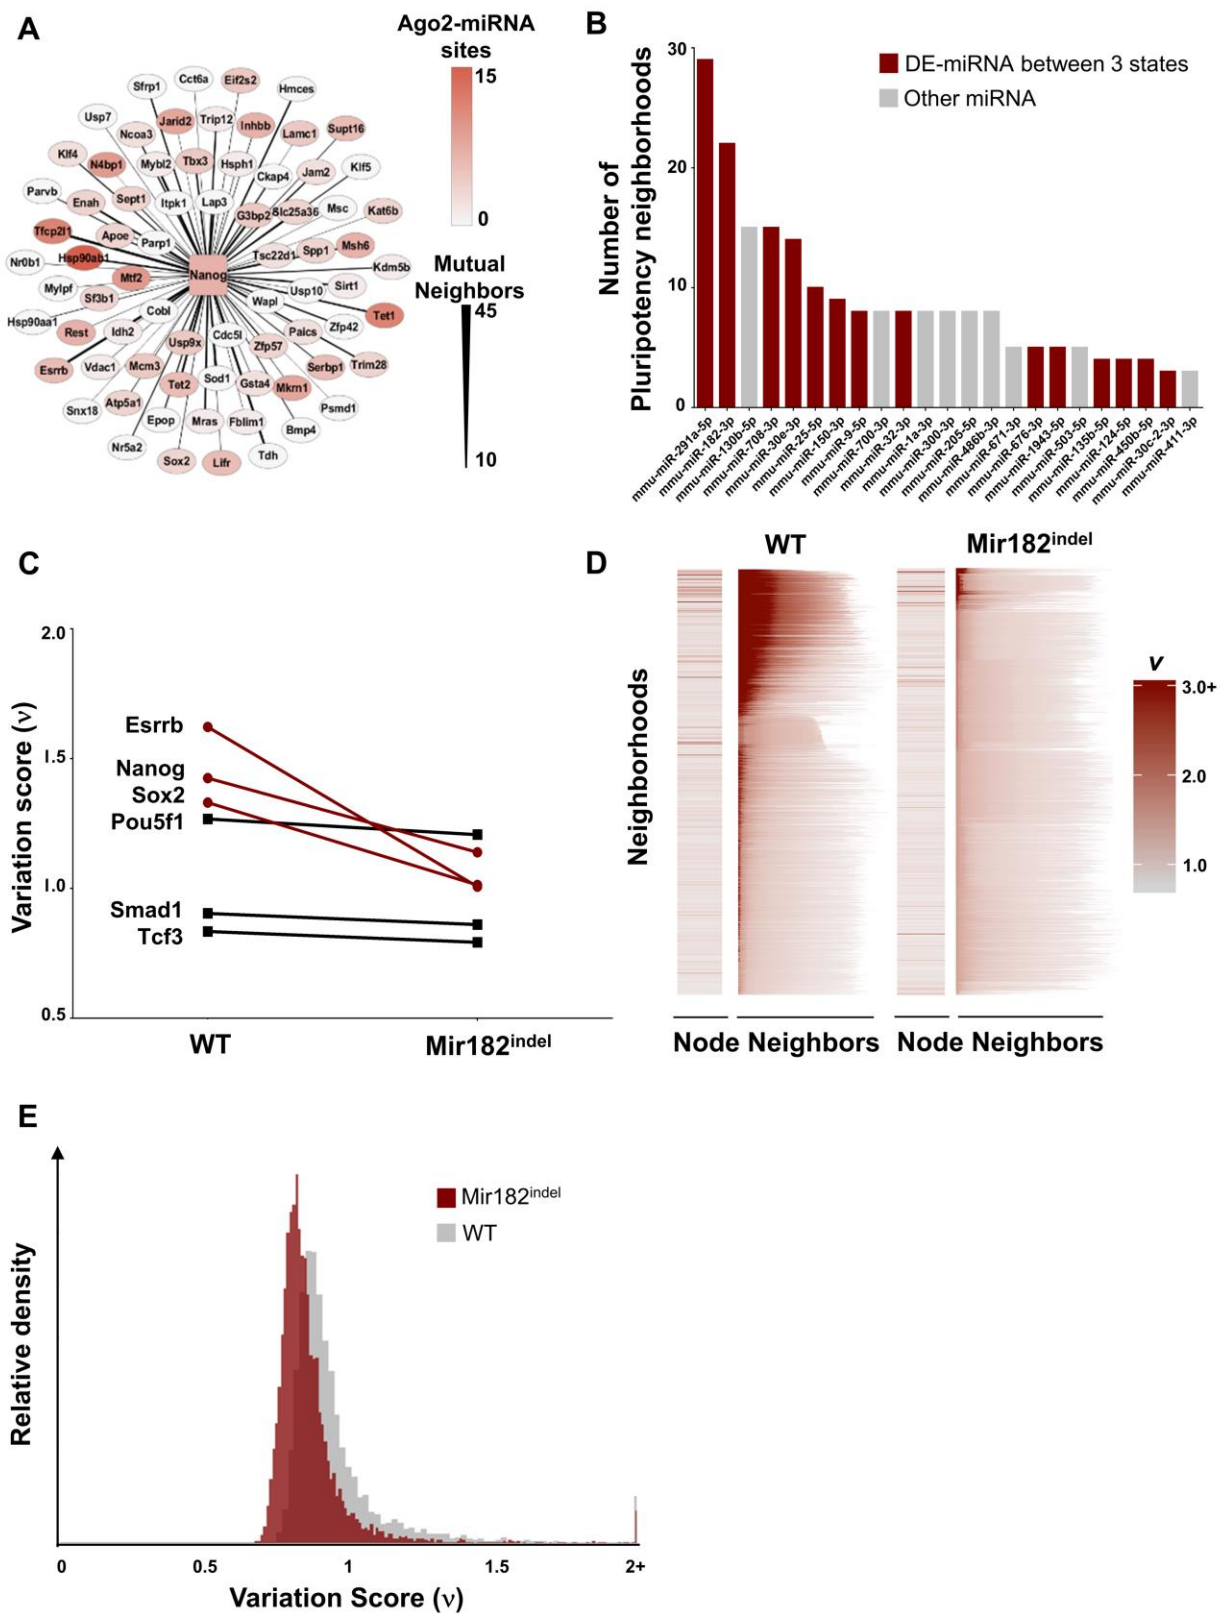 A
Ago2-miRNA
sites
15
0
Mutual
Neighbors
45
10
Cct6a
Eif2s2
Sfrp1
Hmces
Usp7
Jarid2
Trip12
Inhbb
Ncoa3
Lamc1
Supt16
Klf4
N4bp1
Mybl2
Tbx3
Hsph1
Ckap4
Jam2
Klf5
Parvb
Enah
Sept1
Itpk1
Lap3
G3bp2
Slc25a36
Msc
Kat6b
Tfcp2l1
Apoe
Parp1
Tsc22d1
Spp1
Msh6
Nr0b1
Hsp90ab1
Mtf2
Nanog
Kdm5b
Mylpf
Sf3b1
Usp10
Sirt1
Hsp90aa1
Cobl
Wapl
Tet1
Rest
Idh2
Usp9x
Cdc5l
Zfp57
Paics
Zfp42
Esrrb
Vdac1
Mcm3
Tet2
Sod1
Gsta4
Mkrn1
Serbp1
Trim28
Snx18
Atp5a1
Epop
Mras
Fblim1
Bmp4
Psmd1
Nr5a2
Sox2
Lifr
Tdh
B
Number of
Pluripotency neighborhoods
30
20
10
0
DE-miRNA between 3 states
Other miRNA
mmu-miR-291a-5p
mmu-miR-182-3p
mmu-miR-130b-5p
mmu-miR-708-3p
mmu-miR-30e-3p
mmu-miR-25-5p
mmu-miR-150-3p
mmu-miR-9-5p
mmu-miR-700-3p
mmu-miR-32-3p
mmu-miR-1a-3p
mmu-miR-300-3p
mmu-miR-205-5p
mmu-miR-486b-3p
mmu-miR-671-3p
mmu-miR-676-3p
mmu-miR-1943-5p
mmu-miR-503-5p
mmu-miR-135b-5p
mmu-miR-124-5p
mmu-miR-450b-5p
mmu-miR-30c-2-3p
mmu-miR-411-3p
C
Variation score (ν)
2.0
1.5
1.0
0.5
Esrrb
Nanog
Sox2
Pou5f1
Smad1
Tcf3
WT
Mir182indel
D
WT
Mir182indel
Neighborhoods
ν
3.0+
2.0
1.0
Node Neighbors
Node Neighbors
E
Relative density
Mir182indel
WT
0
0.5
1
1.5
2+
Variation Score (ν)